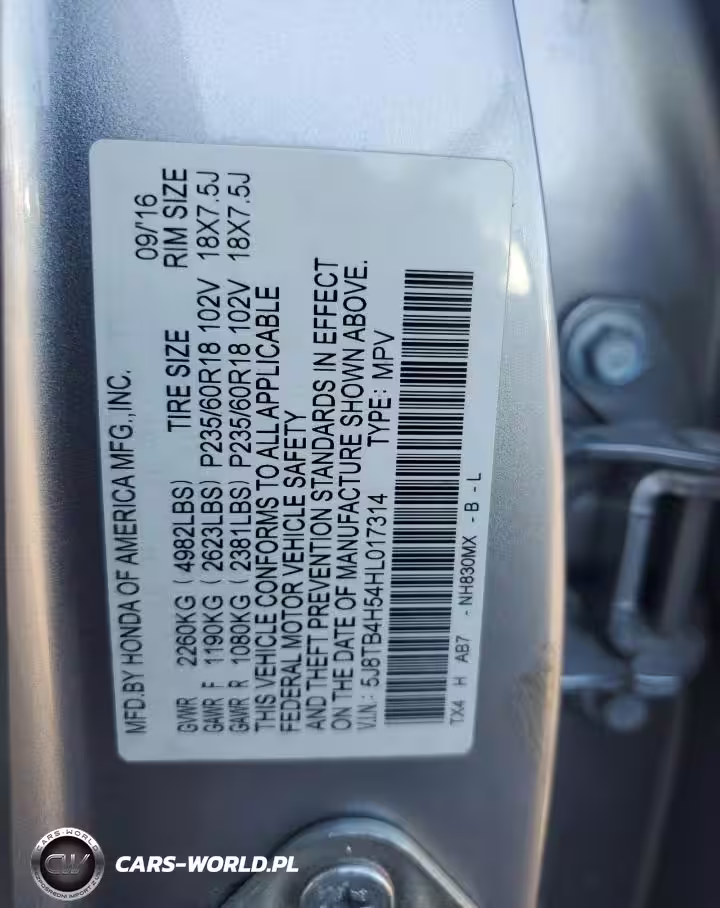 MFD.BY HONDA OF AMERICA MFG.,INC. 09/'16
GVWR 2260KG ( 4982LBS) TIRE SIZE RIM SIZE
GAWR F 1190KG ( 2623LBS) P235/60R18 102V 18X7.5J
GAWR R 1080KG ( 2381LBS) P235/60R18 102V 18X7.5J
THIS VEHICLE CONFORMS TO ALL APPLICABLE
FEDERAL MOTOR VEHICLE SAFETY
AND THEFT PREVENTION STANDARDS IN EFFECT
ON THE DATE OF MANUFACTURE SHOWN ABOVE.
V.I.N.: 5J8TB4H54HL017314 TYPE: MPV
TX4 H AB7 - NH830MX - B - L
CARS-WORLD
CW
CARS-WORLD.PL